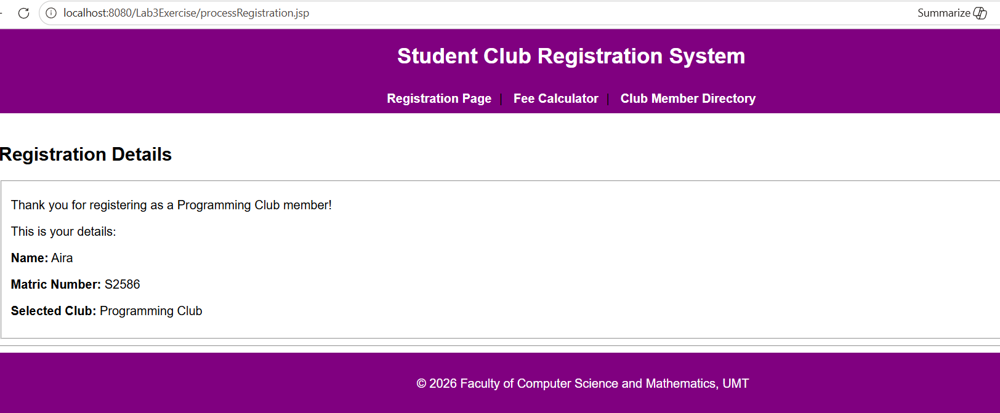 localhost:8080/Lab3Exercise/processRegistration.jsp
Summarize
Student Club Registration System
Registration Page | Fee Calculator | Club Member Directory
Registration Details
Thank you for registering as a Programming Club member!
This is your details:
Name: Aira
Matric Number: S2586
Selected Club: Programming Club
© 2026 Faculty of Computer Science and Mathematics, UMT